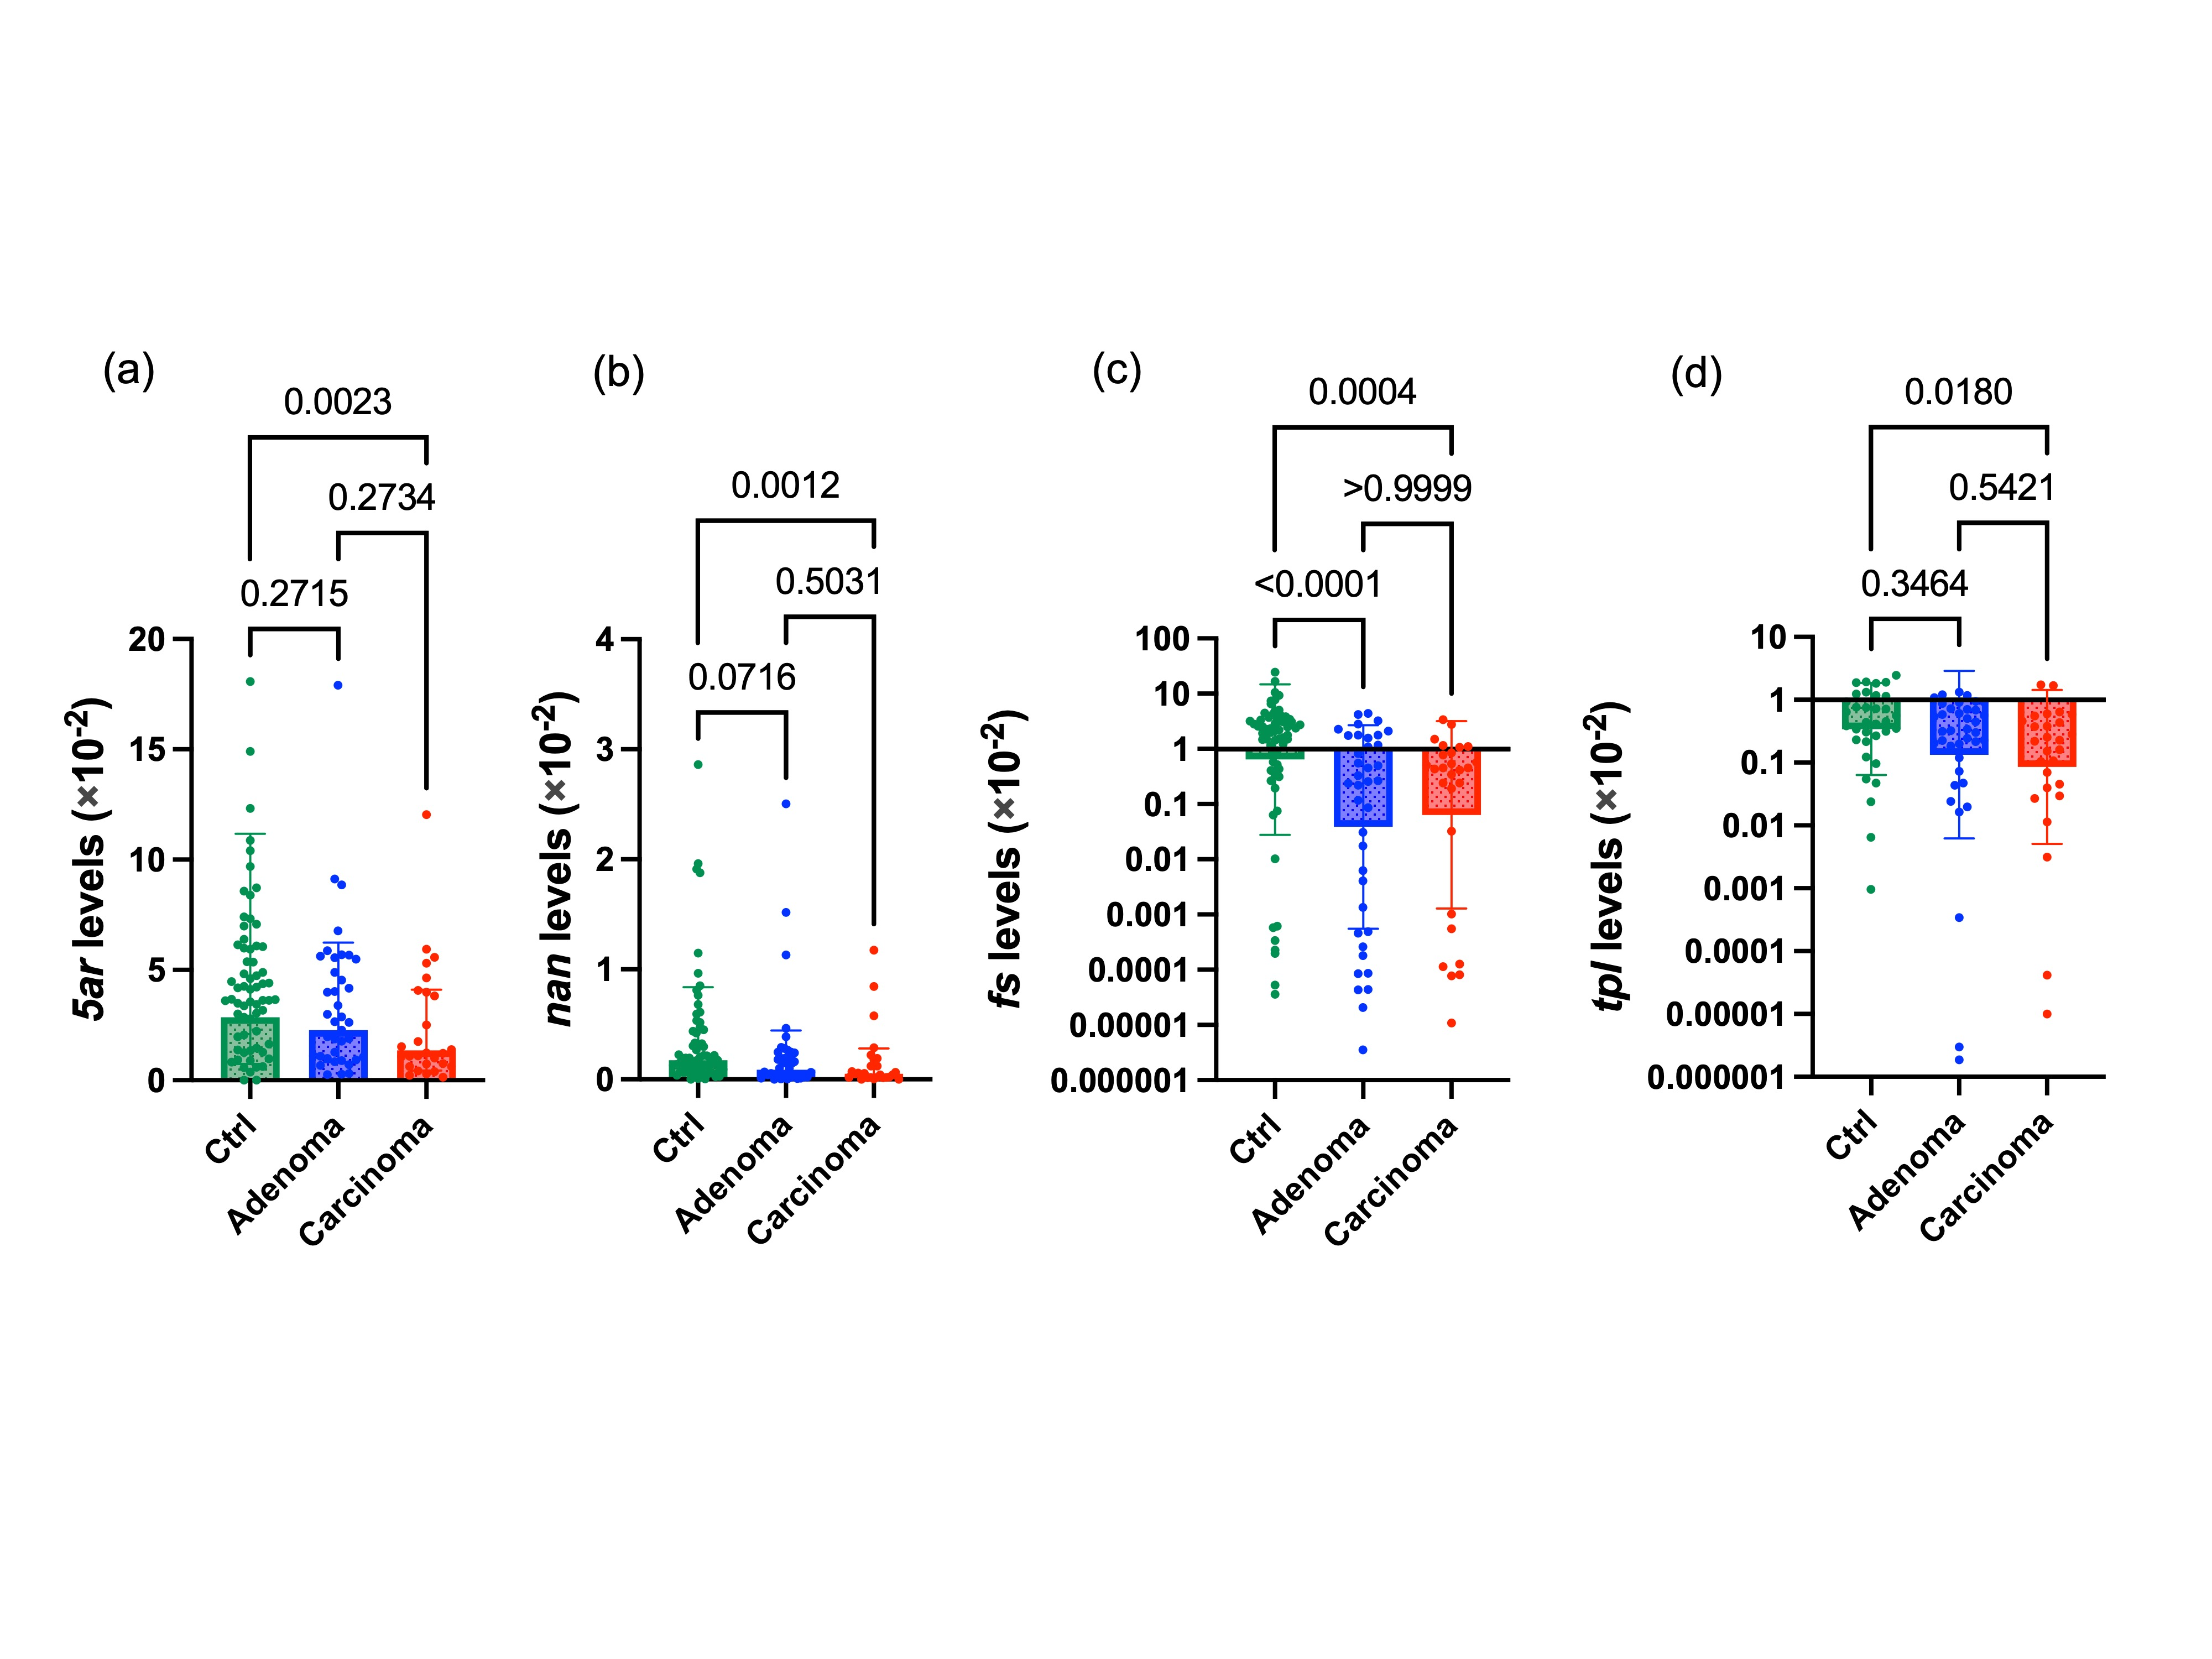 (a)
0.0023
0.2734
0.2715
5ar levels (×10⁻²)
20
15
10
5
0
Ctrl
Adenoma
Carcinoma
(b)
0.0012
0.5031
0.0716
nan levels (×10⁻²)
4
3
2
1
0
Ctrl
Adenoma
Carcinoma
(c)
0.0004
>0.9999
<0.0001
fs levels (×10⁻²)
100
10
1
0.1
0.01
0.001
0.0001
0.00001
0.000001
Ctrl
Adenoma
Carcinoma
(d)
0.0180
0.5421
0.3464
tpl levels (×10⁻²)
10
1
0.1
0.01
0.001
0.0001
0.00001
0.000001
Ctrl
Adenoma
Carcinoma